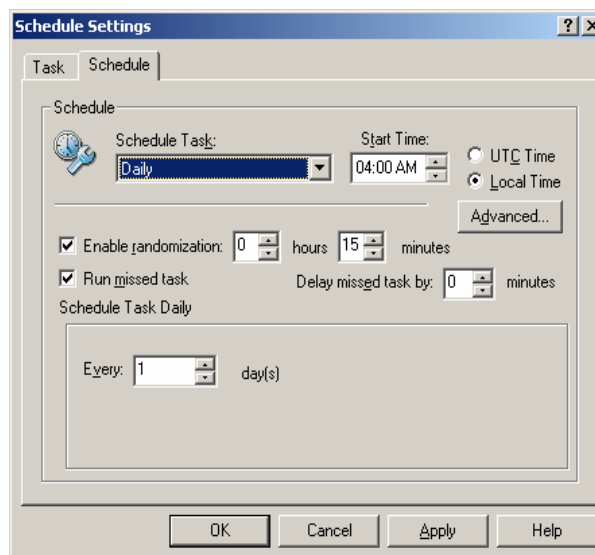 Schedule Settings
Task
Schedule
Schedule
Schedule Task:
Start Time:
Daily
04:00 AM
UTC Time
Local Time
Advanced...
Enable randomization: 0 hours 15 minutes
Run missed task
Delay missed task by: 0 minutes
Schedule Task Daily
Every: 1 day(s)
OK
Cancel
Apply
Help